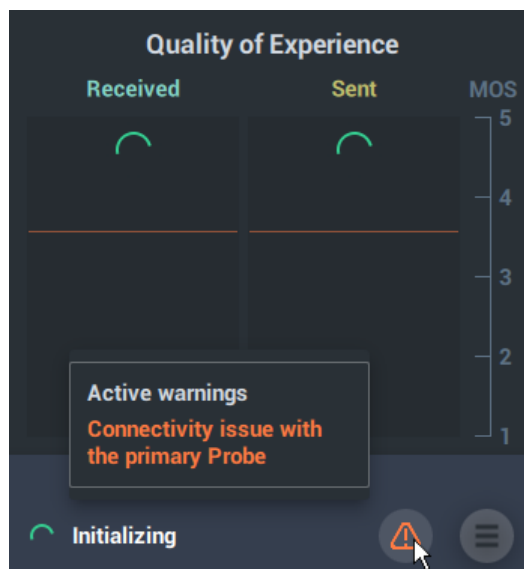 Quality of Experience
Received
Sent
MOS
5
4
3
2
1
Active warnings
Connectivity issue with
the primary Probe
Initializing